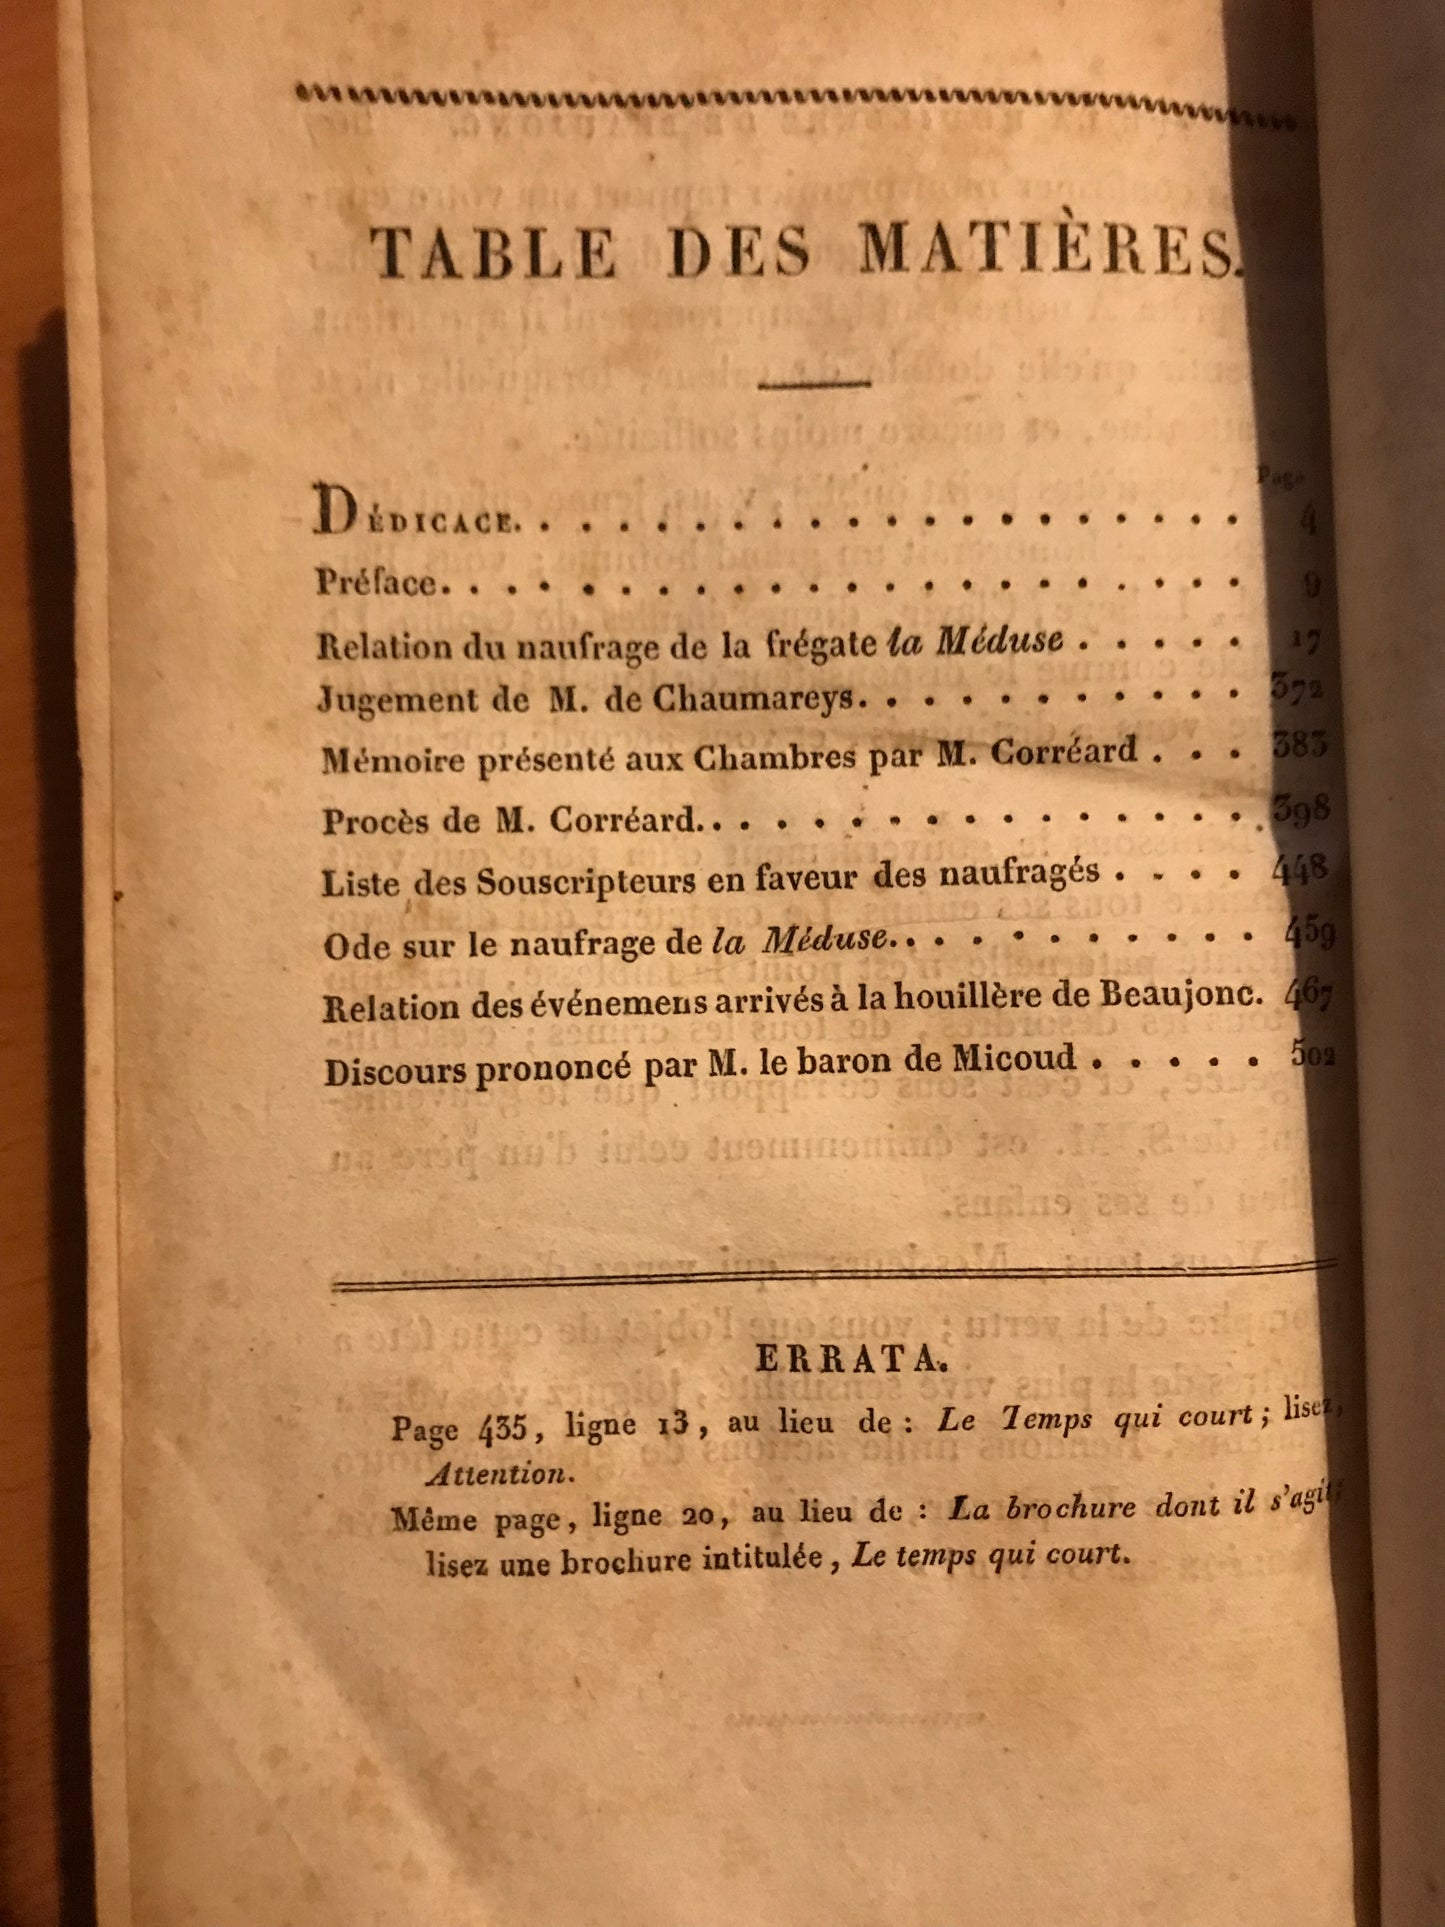 TABLE DES MATIÈRES.
Page
DÉDICACE. . . . . . . . . . . . . . . . . . . . . 4
Préface. . . . . . . . . . . . . . . . . . . . . . 9
Relation du naufrage de la frégate la Méduse . . . . . 17
Jugement de M. de Chaumareys. . . . . . . . . . . . 372
Mémoire présenté aux Chambres par M. Corréard . . . 383
Procès de M. Corréard. . . . . . . . . . . . . . . . 398
Liste des Souscripteurs en faveur des naufragés . . . . 448
Ode sur le naufrage de la Méduse. . . . . . . . . . . 459
Relation des événemens arrivés à la houillère de Beaujonc. 467
Discours prononcé par M. le baron de Micoud . . . . . 502
ERRATA.
Page 435, ligne 13, au lieu de : Le Temps qui court ; lisez,
Attention.
Même page, ligne 20, au lieu de : La brochure dont il s'agit;
lisez une brochure intitulée, Le temps qui court.